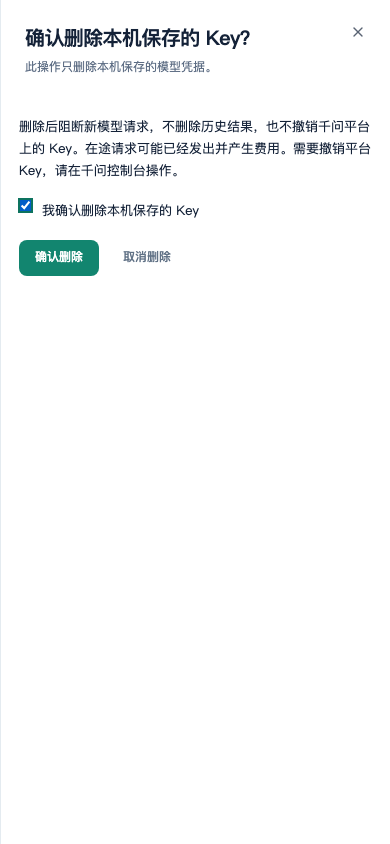 确认删除本机保存的 Key?
此操作只删除本机保存的模型凭据。
删除后阻断新模型请求，不删除历史结果，也不撤销千问平台
上的 Key。在途请求可能已经发出并产生费用。需要撤销平台
Key，请在千问控制台操作。
我确认删除本机保存的 Key
确认删除 取消删除